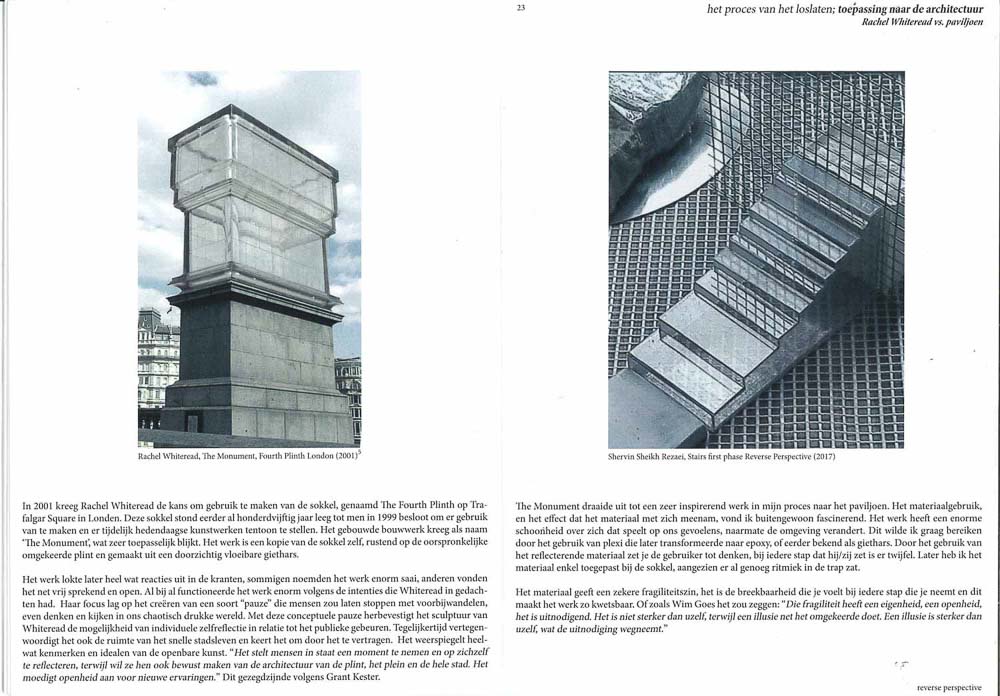 23
het proces van het loslaten; toepassing naar de architectuur
Rachel Whiteread vs. paviljoen
Rachel Whiteread, The Monument, Fourth Plinth London (2001)5
In 2001 kreeg Rachel Whiteread de kans om gebruik te maken van de sokkel, genaamd The Fourth Plinth op Tra-
falgar Square in Londen. Deze sokkel stond eerder al honderdvijftig jaar leeg tot men in 1999 besloot om er gebruik
van te maken en er tijdelijk hedendaagse kunstwerken tentoon te stellen. Het gebouwde bouwwerk kreeg als naam
'The Monument', wat zeer toepasselijk blijkt. Het werk is een kopie van de sokkel zelf, rustend op de oorspronkelijke
omgekeerde plint en gemaakt uit een doorzichtig vloeibare giethars.
Het werk lokte later heel wat reacties uit in de kranten, sommigen noemden het werk enorm saai, anderen vonden
het net vrij sprekend en open. Al bij al functioneerde het werk enorm volgens de intenties die Whiteread in gedach-
ten had. Haar focus lag op het creëren van een soort “pauze” die mensen zou laten stoppen met voorbijwandelen,
even denken en kijken in ons chaotisch drukke wereld. Met deze conceptuele pauze herbevestigt het sculptuur van
Whiteread de mogelijkheid van individuele zelfreflectie in relatie tot het publieke gebeuren. Tegelijkertijd vertegen-
woordigt het ook de ruimte van het snelle stadsleven en keert het om door het te vertragen. Het weerspiegelt heel-
wat kenmerken en idealen van de openbare kunst. “Het stelt mensen in staat een moment te nemen en op zichzelf
te reflecteren, terwijl wil ze hen ook bewust maken van de architectuur van de plint, het plein en de hele stad. Het
moedigt openheid aan voor nieuwe ervaringen.” Dit gezegdzijnde volgens Grant Kester.
Shervin Sheikh Rezaei, Stairs first phase Reverse Perspective (2017)
The Monument draaide uit tot een zeer inspirerend werk in mijn proces naar het paviljoen. Het materiaalgebruik,
en het effect dat het materiaal met zich meenam, vond ik buitengewoon fascinerend. Het werk heeft een enorme
schoonheid over zich dat speelt op ons gevoelens, naarmate de omgeving verandert. Dit wilde ik graag bereiken
door het gebruik van plexi die later transformeerde naar epoxy, of eerder bekend als giethars. Door het gebruik van
het reflecterende materiaal zet je de gebruiker tot denken, bij iedere stap dat hij/zij zet is er twijfel. Later heb ik het
materiaal enkel toegepast bij de sokkel, aangezien er al genoeg ritmiek in de trap zat.
Het materiaal geeft een zekere fragiliteitszin, het is de breekbaarheid die je voelt bij iedere stap die je neemt en dit
maakt het werk zo kwetsbaar. Of zoals Wim Goes het zou zeggen: “Die fragiliteit heeft een eigenheid, een openheid,
het is uitnodigend. Het is niet sterker dan uzelf, terwijl een illusie net het omgekeerde doet. Een illusie is sterker dan
uzelf, wat de uitnodiging wegneemt.”
reverse perspective